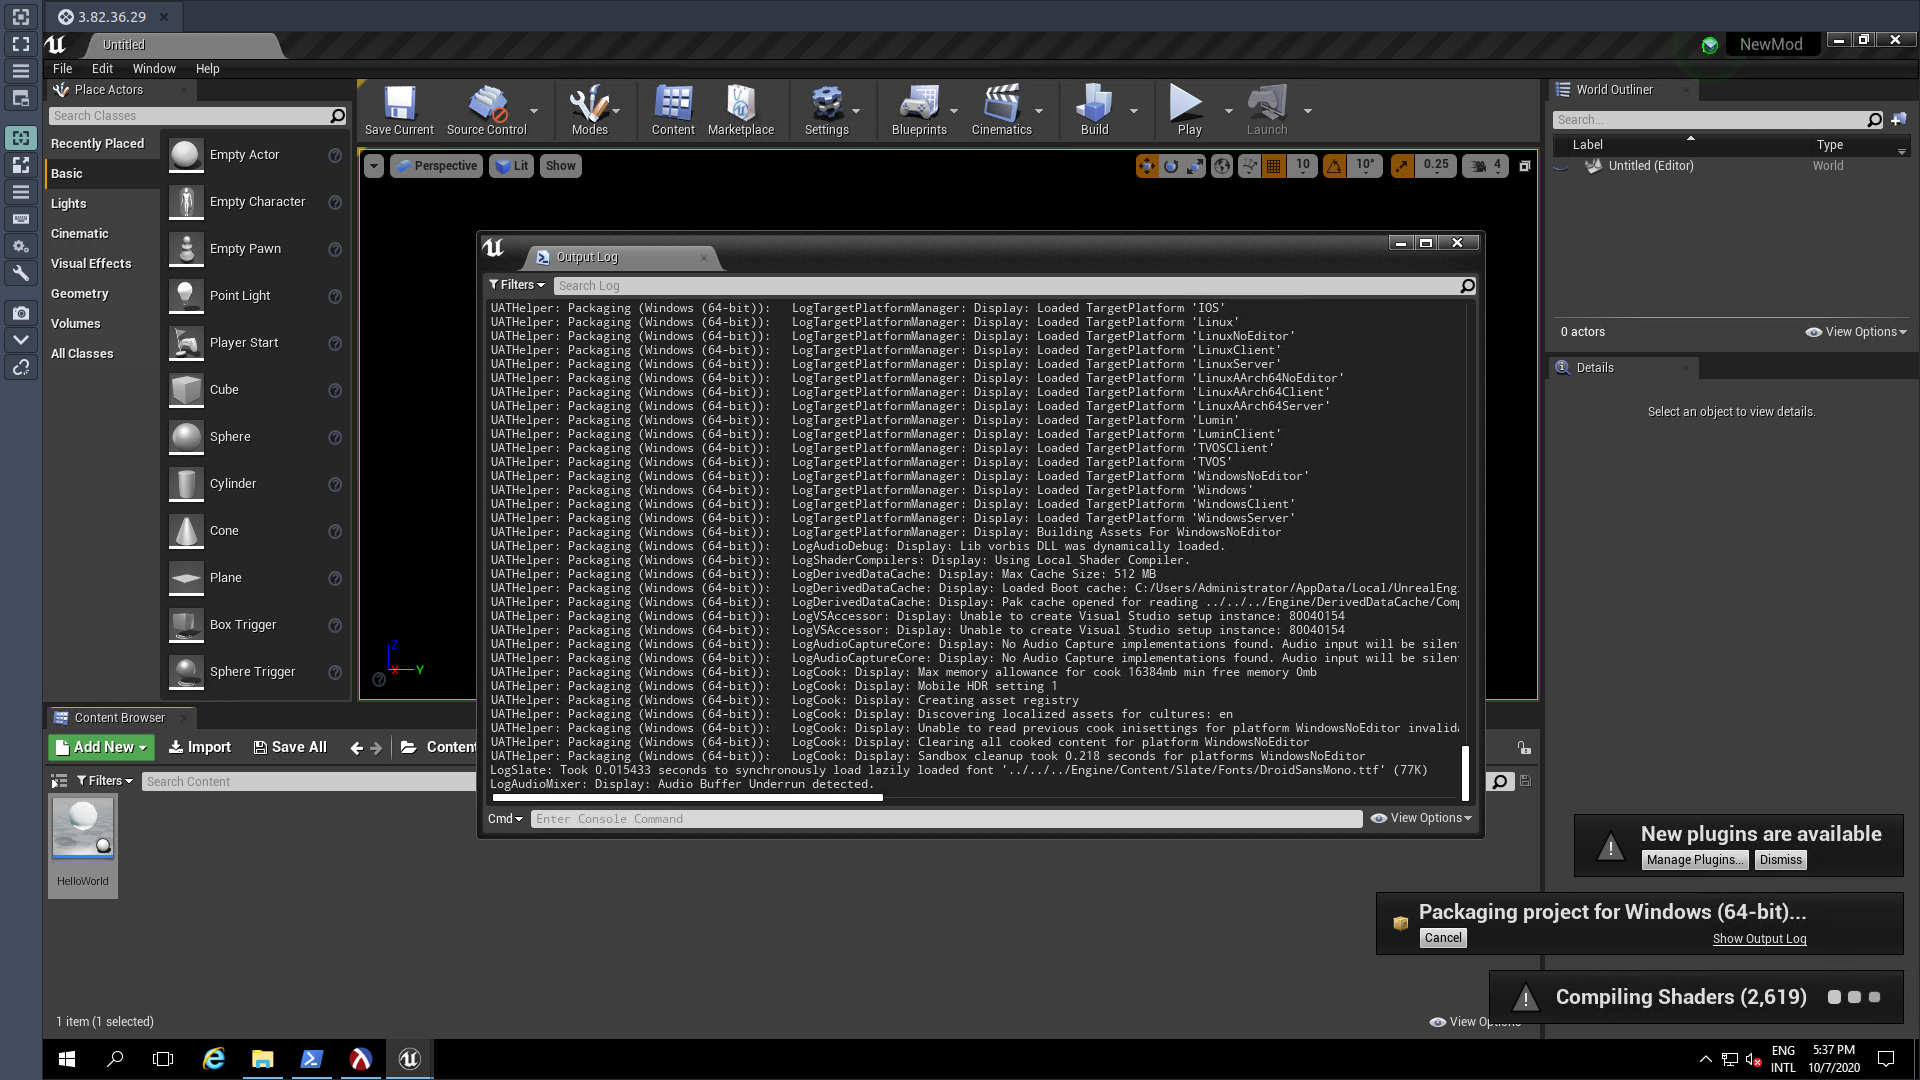 3.82.36.29
Untitled
NewMod
File Edit Window Help
Place Actors
Search Classes
Recently Placed
Basic
Lights
Cinematic
Visual Effects
Geometry
Volumes
All Classes
Empty Actor
Empty Character
Empty Pawn
Point Light
Player Start
Cube
Sphere
Cylinder
Cone
Plane
Box Trigger
Sphere Trigger
Save Current
Source Control
Modes
Content
Marketplace
Settings
Blueprints
Cinematics
Build
Play
Launch
Perspective Lit Show
10 10° 0.25 4
Z
X Y
World Outliner
Search...
Label Type
Untitled (Editor) World
0 actors View Options
Details
Select an object to view details.
Output Log
Filters Search Log
UATHelper: Packaging (Windows (64-bit)): LogTargetPlatformManager: Display: Loaded TargetPlatform 'IOS'
UATHelper: Packaging (Windows (64-bit)): LogTargetPlatformManager: Display: Loaded TargetPlatform 'Linux'
UATHelper: Packaging (Windows (64-bit)): LogTargetPlatformManager: Display: Loaded TargetPlatform 'LinuxNoEditor'
UATHelper: Packaging (Windows (64-bit)): LogTargetPlatformManager: Display: Loaded TargetPlatform 'LinuxClient'
UATHelper: Packaging (Windows (64-bit)): LogTargetPlatformManager: Display: Loaded TargetPlatform 'LinuxServer'
UATHelper: Packaging (Windows (64-bit)): LogTargetPlatformManager: Display: Loaded TargetPlatform 'LinuxAArch64NoEditor'
UATHelper: Packaging (Windows (64-bit)): LogTargetPlatformManager: Display: Loaded TargetPlatform 'LinuxAArch64Client'
UATHelper: Packaging (Windows (64-bit)): LogTargetPlatformManager: Display: Loaded TargetPlatform 'LinuxAArch64Server'
UATHelper: Packaging (Windows (64-bit)): LogTargetPlatformManager: Display: Loaded TargetPlatform 'Lumin'
UATHelper: Packaging (Windows (64-bit)): LogTargetPlatformManager: Display: Loaded TargetPlatform 'LuminClient'
UATHelper: Packaging (Windows (64-bit)): LogTargetPlatformManager: Display: Loaded TargetPlatform 'TVOSClient'
UATHelper: Packaging (Windows (64-bit)): LogTargetPlatformManager: Display: Loaded TargetPlatform 'TVOS'
UATHelper: Packaging (Windows (64-bit)): LogTargetPlatformManager: Display: Loaded TargetPlatform 'WindowsNoEditor'
UATHelper: Packaging (Windows (64-bit)): LogTargetPlatformManager: Display: Loaded TargetPlatform 'Windows'
UATHelper: Packaging (Windows (64-bit)): LogTargetPlatformManager: Display: Loaded TargetPlatform 'WindowsClient'
UATHelper: Packaging (Windows (64-bit)): LogTargetPlatformManager: Display: Loaded TargetPlatform 'WindowsServer'
UATHelper: Packaging (Windows (64-bit)): LogTargetPlatformManager: Display: Building Assets For WindowsNoEditor
UATHelper: Packaging (Windows (64-bit)): LogAudioDebug: Display: Lib vorbis DLL was dynamically loaded.
UATHelper: Packaging (Windows (64-bit)): LogShaderCompilers: Display: Using Local Shader Compiler.
UATHelper: Packaging (Windows (64-bit)): LogDerivedDataCache: Display: Max Cache Size: 512 MB
UATHelper: Packaging (Windows (64-bit)): LogDerivedDataCache: Display: Loaded Boot cache: C:/Users/Administrator/AppData/Local/UnrealEng
UATHelper: Packaging (Windows (64-bit)): LogDerivedDataCache: Display: Pak cache opened for reading ../../../Engine/DerivedDataCache/Com
UATHelper: Packaging (Windows (64-bit)): LogVSAccessor: Display: Unable to create Visual Studio setup instance: 80040154
UATHelper: Packaging (Windows (64-bit)): LogVSAccessor: Display: Unable to create Visual Studio setup instance: 80040154
UATHelper: Packaging (Windows (64-bit)): LogAudioCaptureCore: Display: No Audio Capture implementations found. Audio input will be silen
UATHelper: Packaging (Windows (64-bit)): LogAudioCaptureCore: Display: No Audio Capture implementations found. Audio input will be silen
UATHelper: Packaging (Windows (64-bit)): LogCook: Display: Max memory allowance for cook 16384mb min free memory 0mb
UATHelper: Packaging (Windows (64-bit)): LogCook: Display: Mobile HDR setting 1
UATHelper: Packaging (Windows (64-bit)): LogCook: Display: Creating asset registry
UATHelper: Packaging (Windows (64-bit)): LogCook: Display: Discovering localized assets for cultures: en
UATHelper: Packaging (Windows (64-bit)): LogCook: Display: Unable to read previous cook inisettings for platform WindowsNoEditor invalid
UATHelper: Packaging (Windows (64-bit)): LogCook: Display: Clearing all cooked content for platform WindowsNoEditor
UATHelper: Packaging (Windows (64-bit)): LogCook: Display: Sandbox cleanup took 0.218 seconds for platforms WindowsNoEditor
LogSlate: Took 0.015433 seconds to synchronously load lazily loaded font '../../../Engine/Content/Slate/Fonts/DroidSansMono.ttf' (77K)
LogAudioMixer: Display: Audio Buffer Underrun detected.
Cmd Enter Console Command View Options
Content Browser
Add New Import Save All Conten
Filters Search Content
HelloWorld
1 item (1 selected)
View Options
New plugins are available
Manage Plugins... Dismiss
Packaging project for Windows (64-bit)...
Cancel Show Output Log
Compiling Shaders (2,619)
ENG
INTL
5:37 PM
10/7/2020